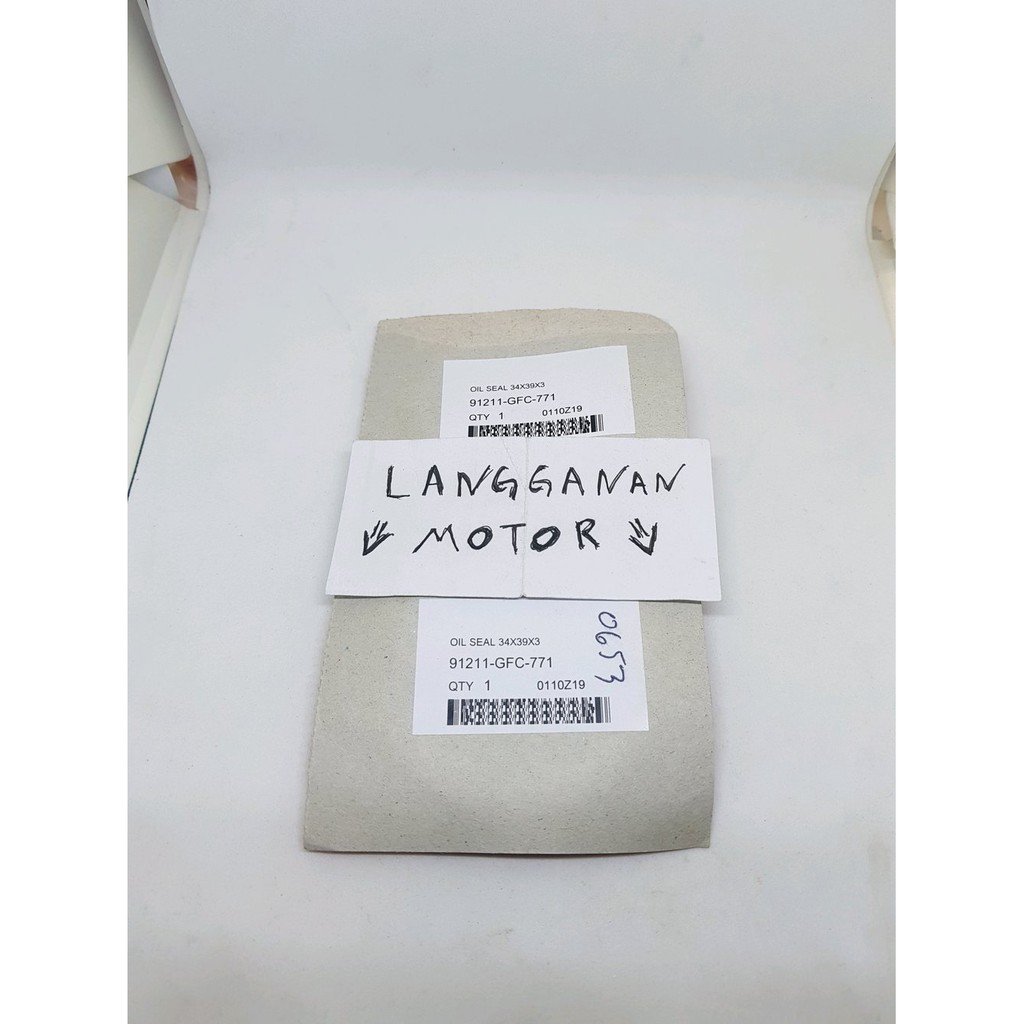 OIL SEAL 34X39X3
91211-GFC-771
QTY 1 0110Z19
LANGGANAN
MOTOR
OIL SEAL 34X39X3
91211-GFC-771
QTY 1 0110Z19
0653